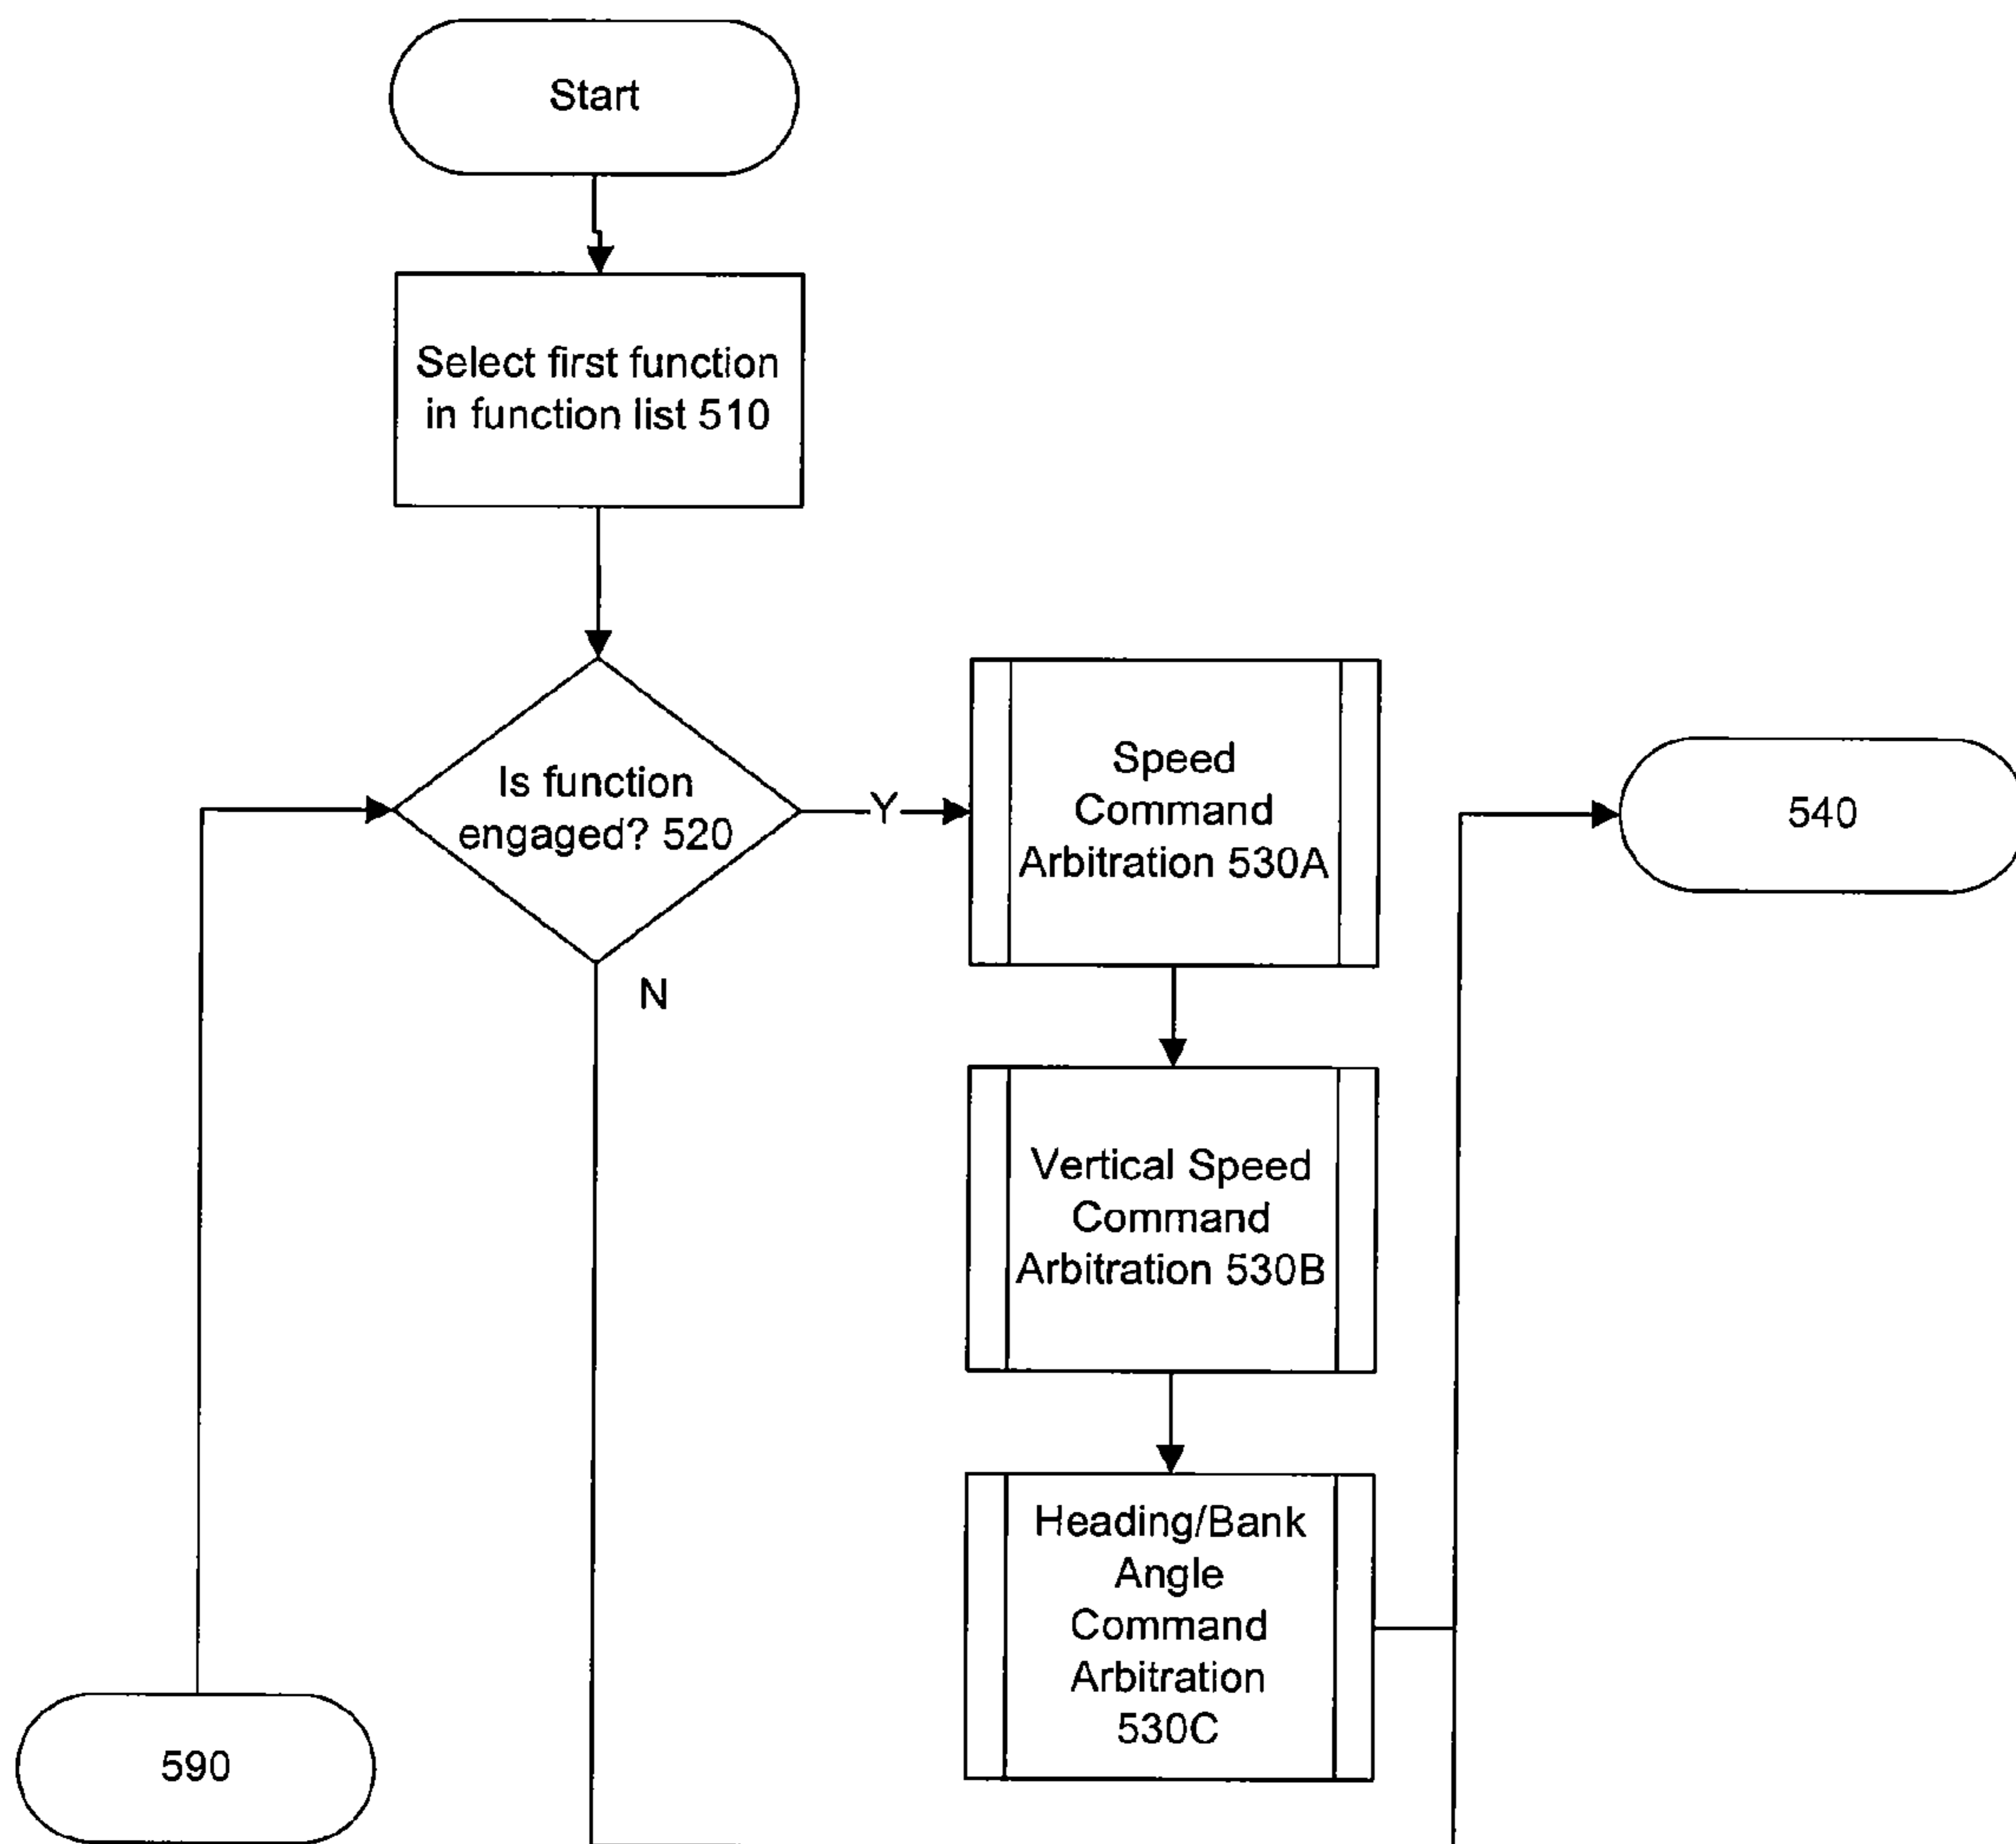 Start
Select first function
in function list 510
Is function
engaged? 520
Y
N
Speed
Command
Arbitration 530A
540
Vertical Speed
Command
Arbitration 530B
Heading/Bank
Angle
Command
Arbitration
530C
590